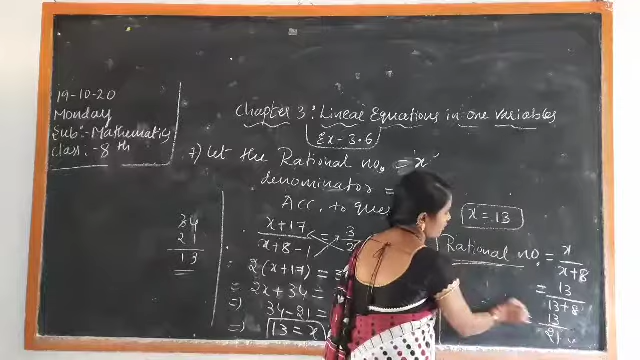 19-10-20
Monday
Sub:-Mathematics
Class:-8th
Chapter 3: Linear Equations in one variables
Ex-3.6
7) Let the Rational no. = x
denominator =
Acc. to que
x+17 / x+8-1 = 3/
2(x+17) =
= 2x+34 =
=) 34-21 =
=) 13 = x
34
21
13
x=13
Rational no. = x / x+8
= 13 / 13+8
= 13 / 21